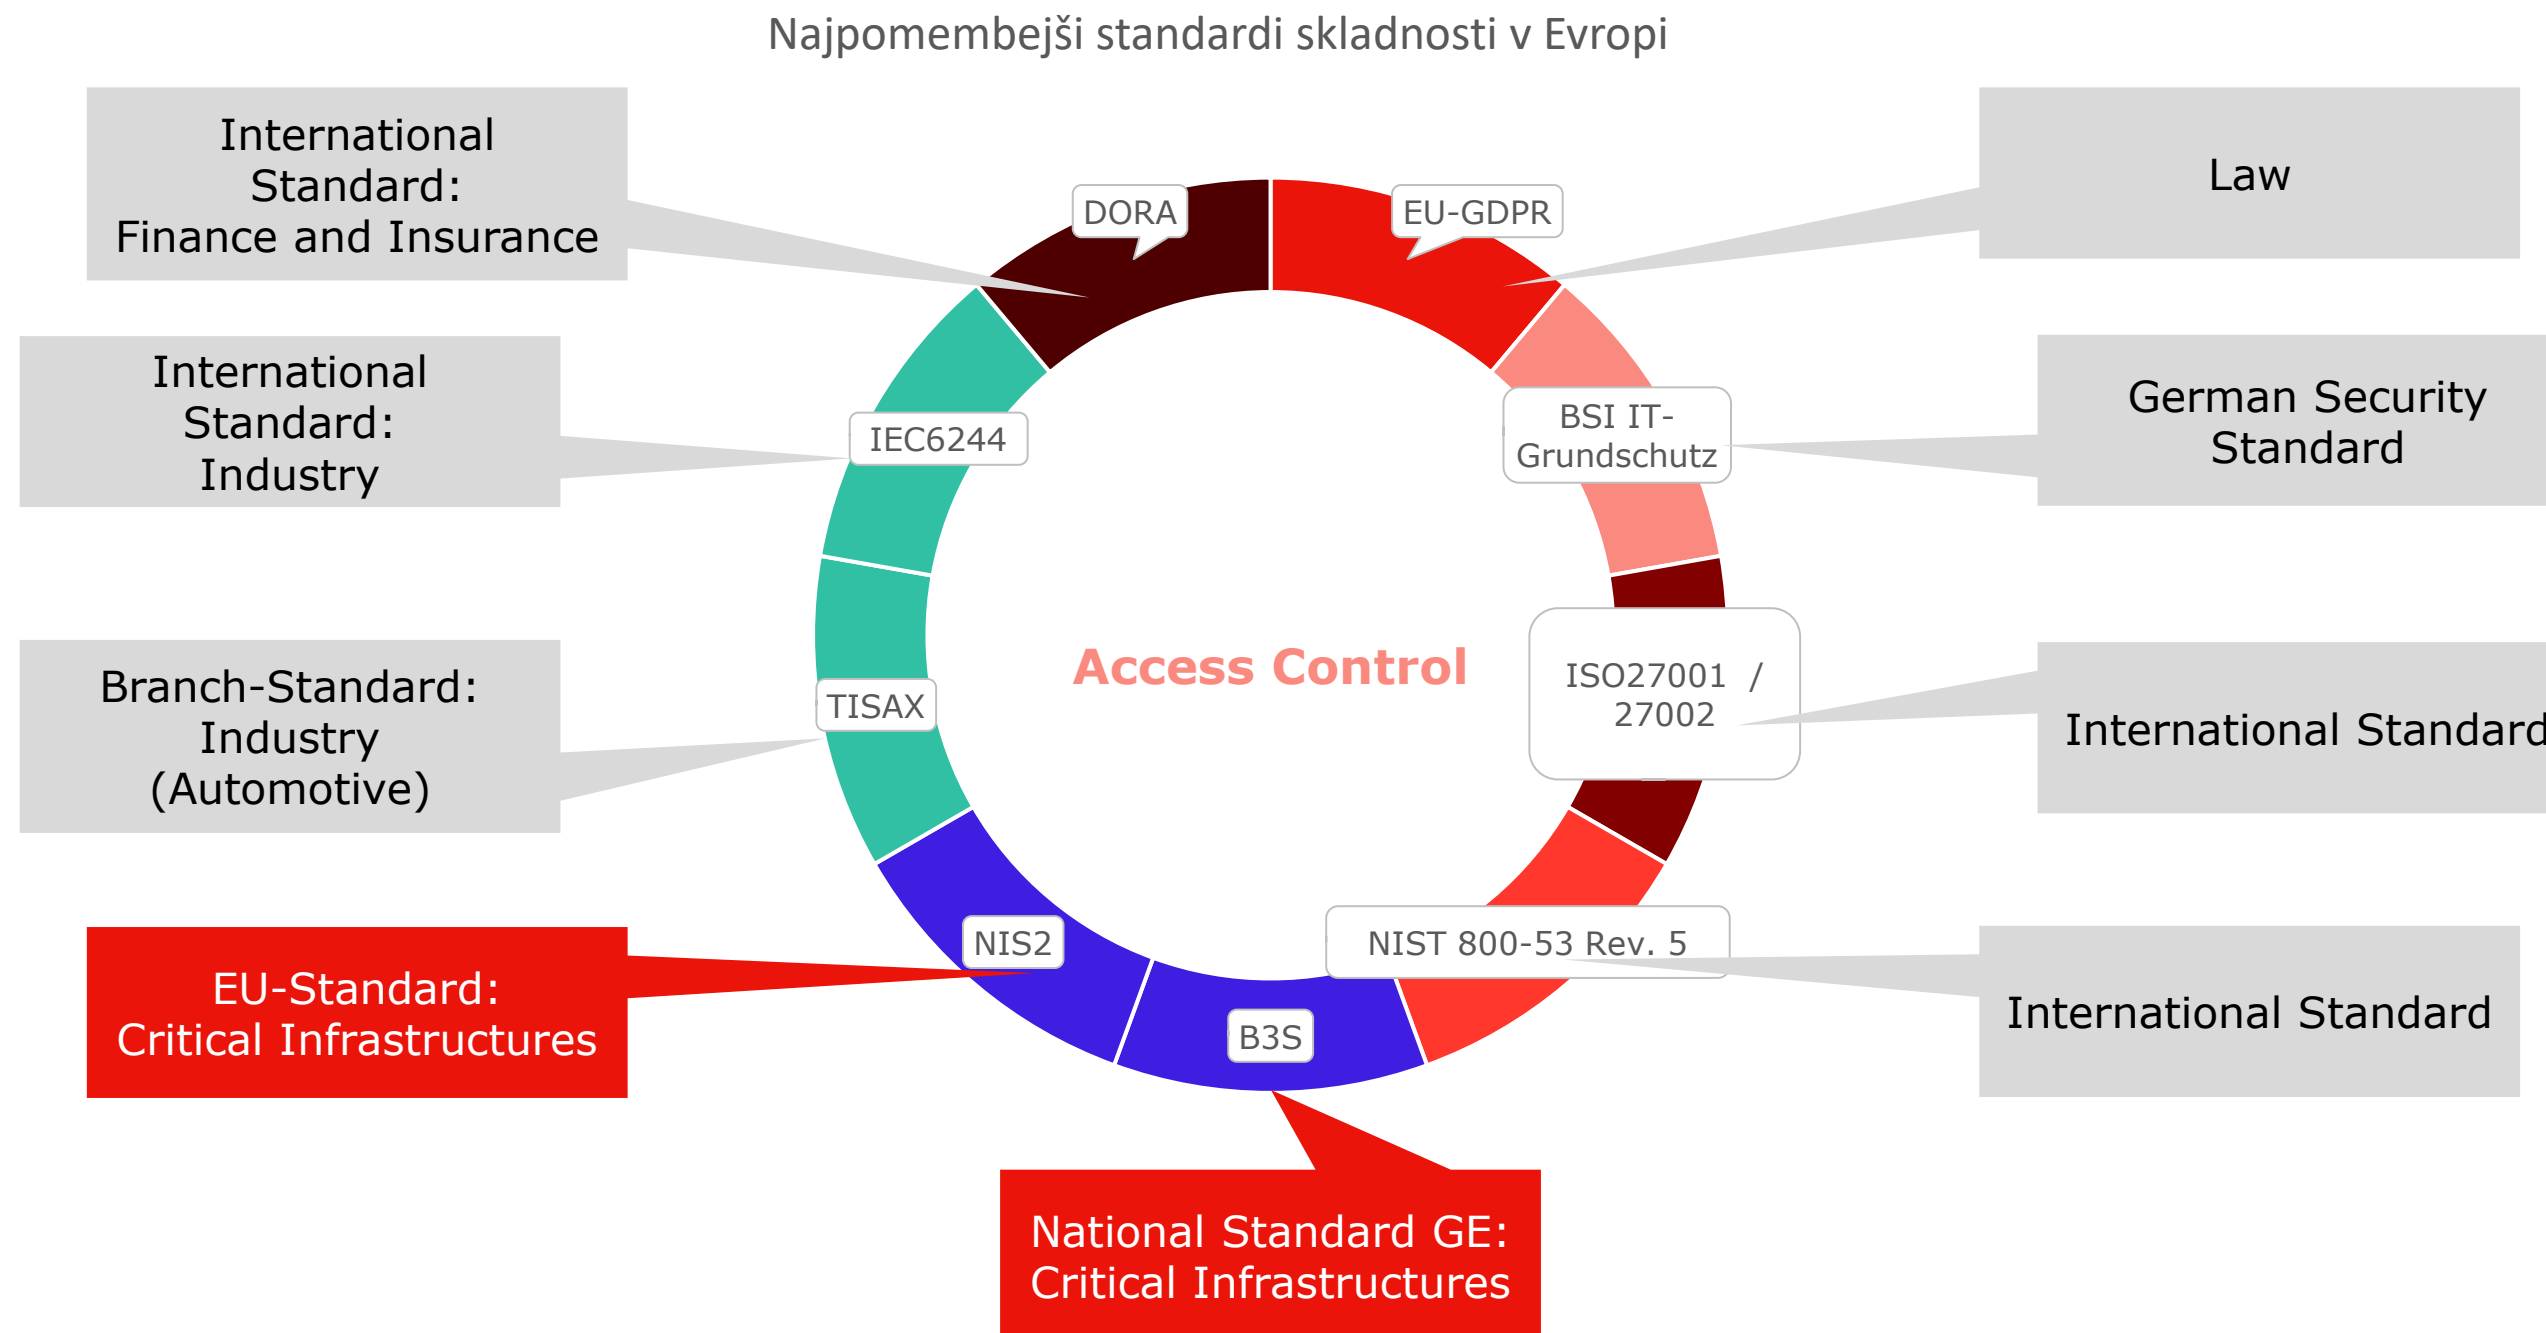 Najpomembejši standardi skladnosti v Evropi
International
Standard:
Finance and Insurance
DORA
EU-GDPR
Law
International
Standard:
Industry
IEC6244
BSI IT-
Grundschutz
German Security
Standard
Branch-Standard:
Industry
(Automotive)
TISAX
Access Control
ISO27001 /
27002
International Standard
EU-Standard:
Critical Infrastructures
NIS2
NIST 800-53 Rev. 5
International Standard
B3S
National Standard GE:
Critical Infrastructures